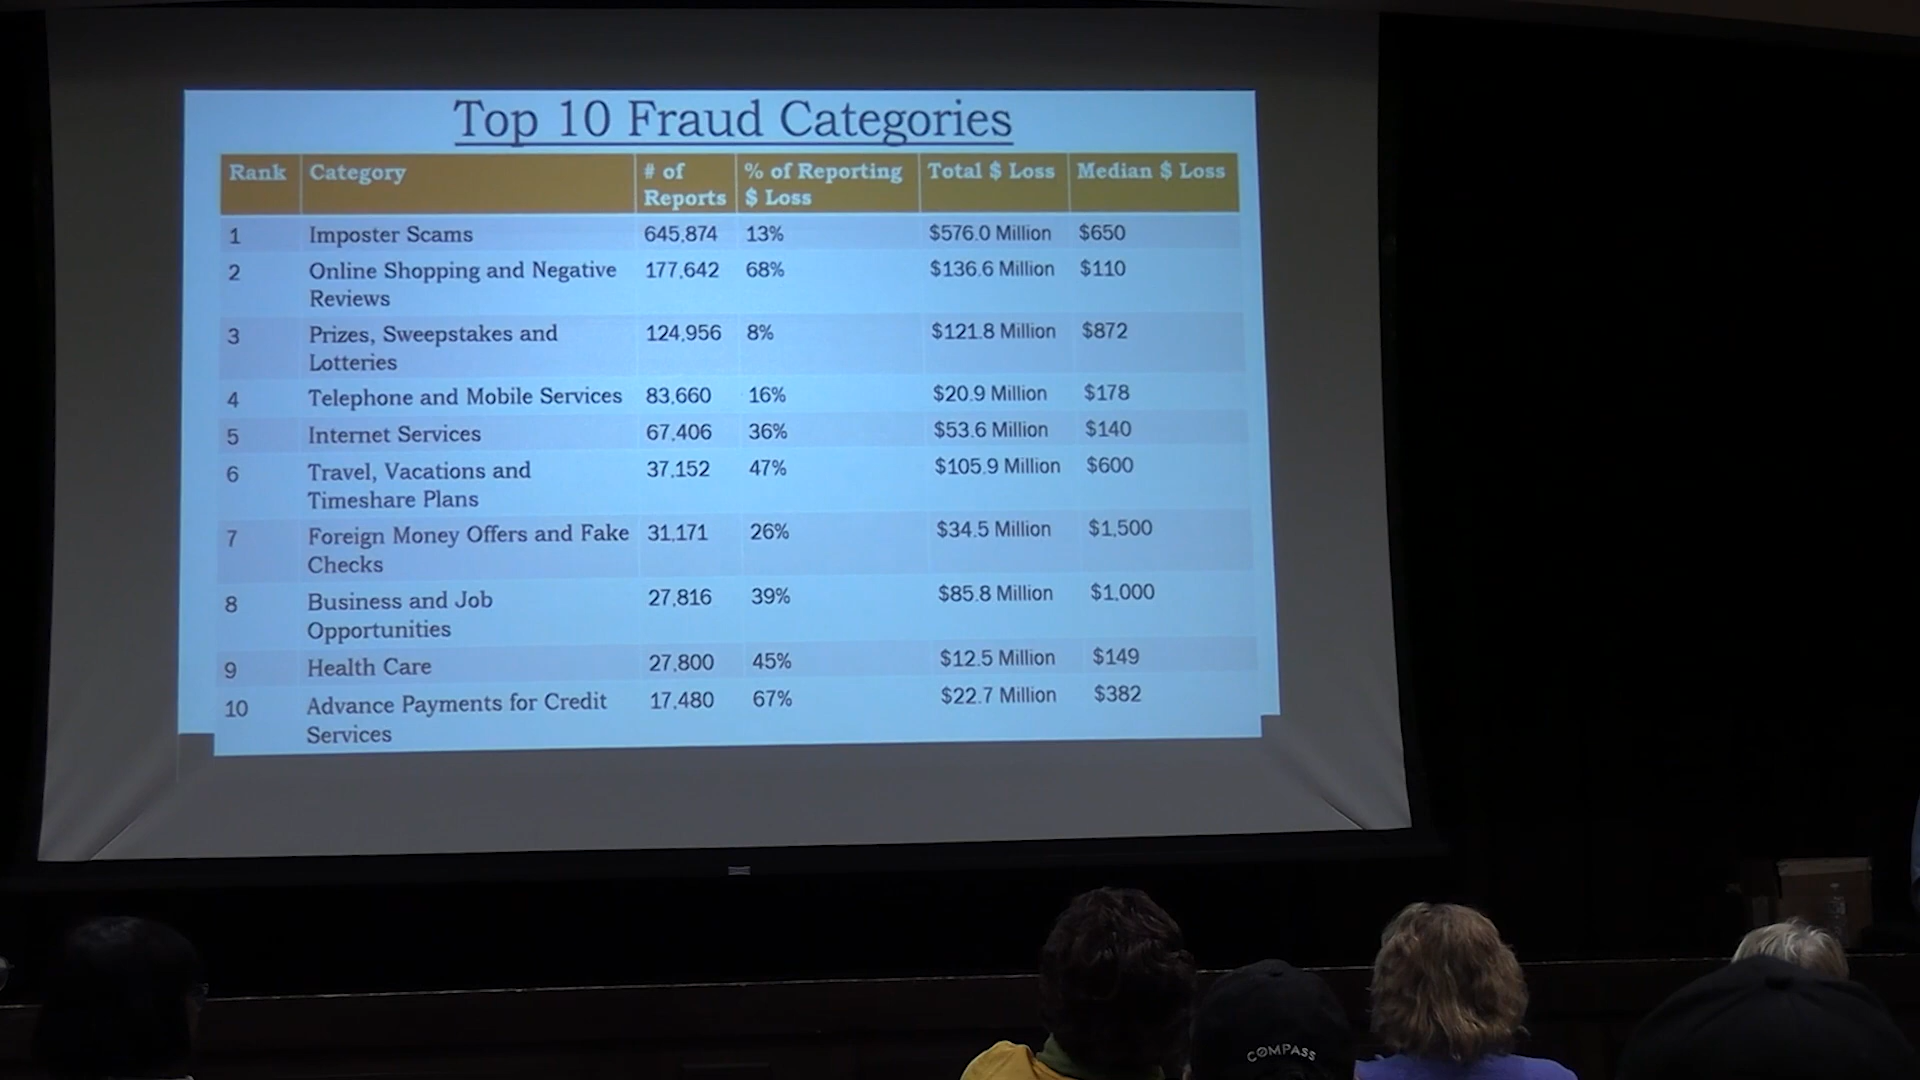 Top 10 Fraud Categories
Rank Category # of Reports % of Reporting $ Loss Total $ Loss Median $ Loss
1 Imposter Scams 645,874 13% $576.0 Million $650
2 Online Shopping and Negative Reviews 177,642 68% $136.6 Million $110
3 Prizes, Sweepstakes and Lotteries 124,956 8% $121.8 Million $872
4 Telephone and Mobile Services 83,660 16% $20.9 Million $178
5 Internet Services 67,406 36% $53.6 Million $140
6 Travel, Vacations and Timeshare Plans 37,152 47% $105.9 Million $600
7 Foreign Money Offers and Fake Checks 31,171 26% $34.5 Million $1,500
8 Business and Job Opportunities 27,816 39% $85.8 Million $1,000
9 Health Care 27,800 45% $12.5 Million $149
10 Advance Payments for Credit Services 17,480 67% $22.7 Million $382
COMPASS